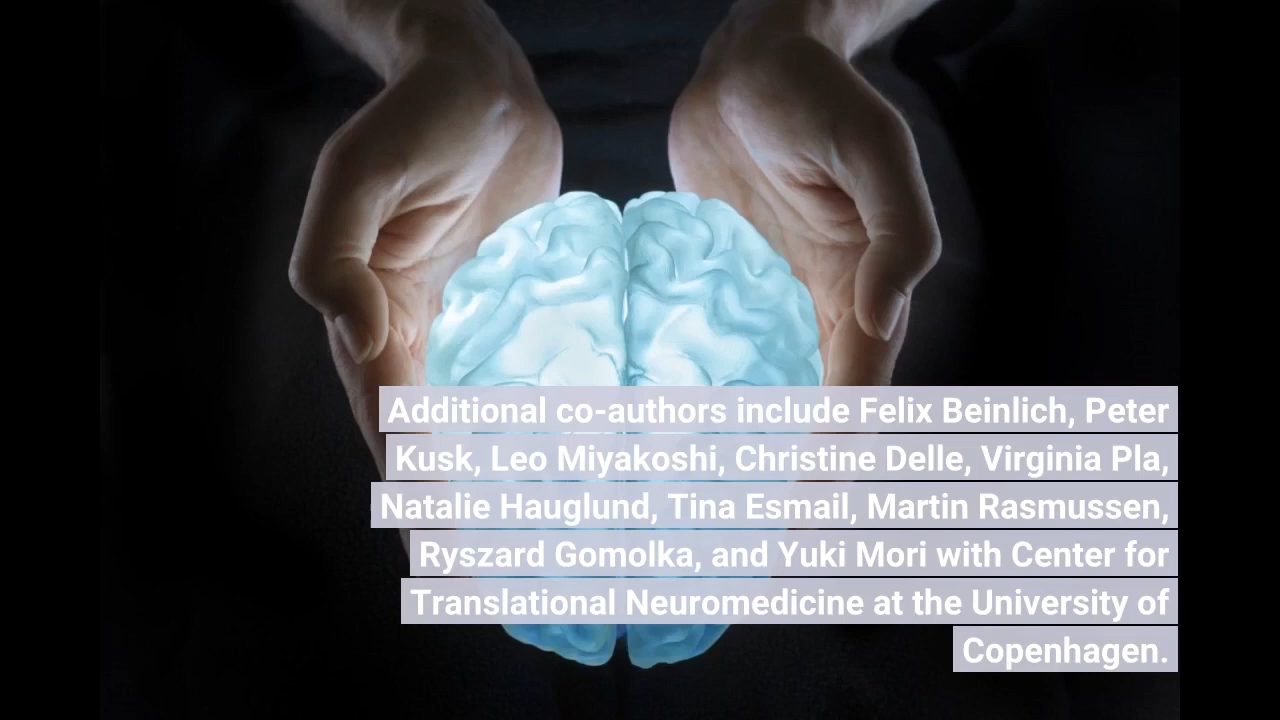 Additional co-authors include Felix Beinlich, Peter
Kusk, Leo Miyakoshi, Christine Delle, Virginia Pla,
Natalie Hauglund, Tina Esmail, Martin Rasmussen,
Ryszard Gomolka, and Yuki Mori with Center for
Translational Neuromedicine at the University of
Copenhagen.